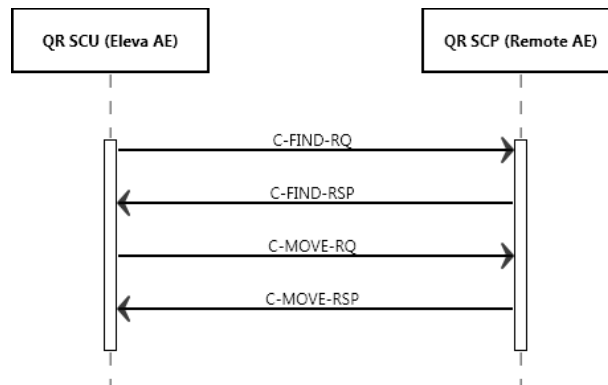 QR SCU (Eleva AE)
QR SCP (Remote AE)
C-FIND-RQ
C-FIND-RSP
C-MOVE-RQ
C-MOVE-RSP